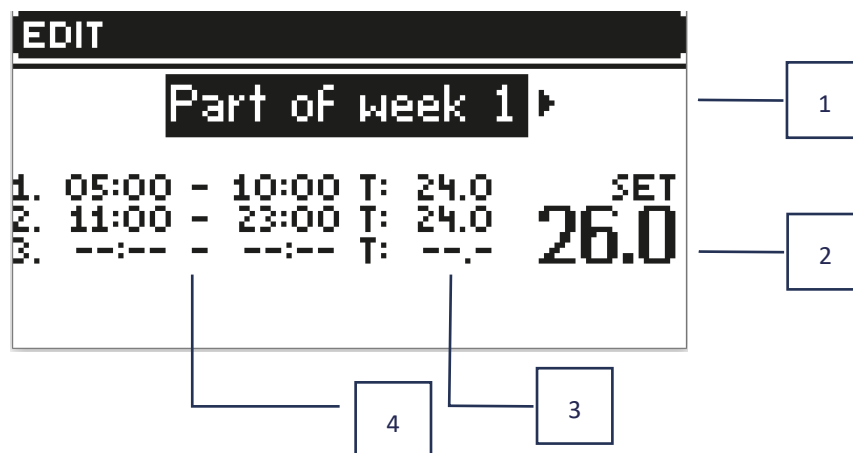 EDIT
Part of week 1
1. 05:00 - 10:00 T: 24.0
2. 11:00 - 23:00 T: 24.0
3. --:-- - --:-- T: --.-
SET
26.0
1
2
3
4